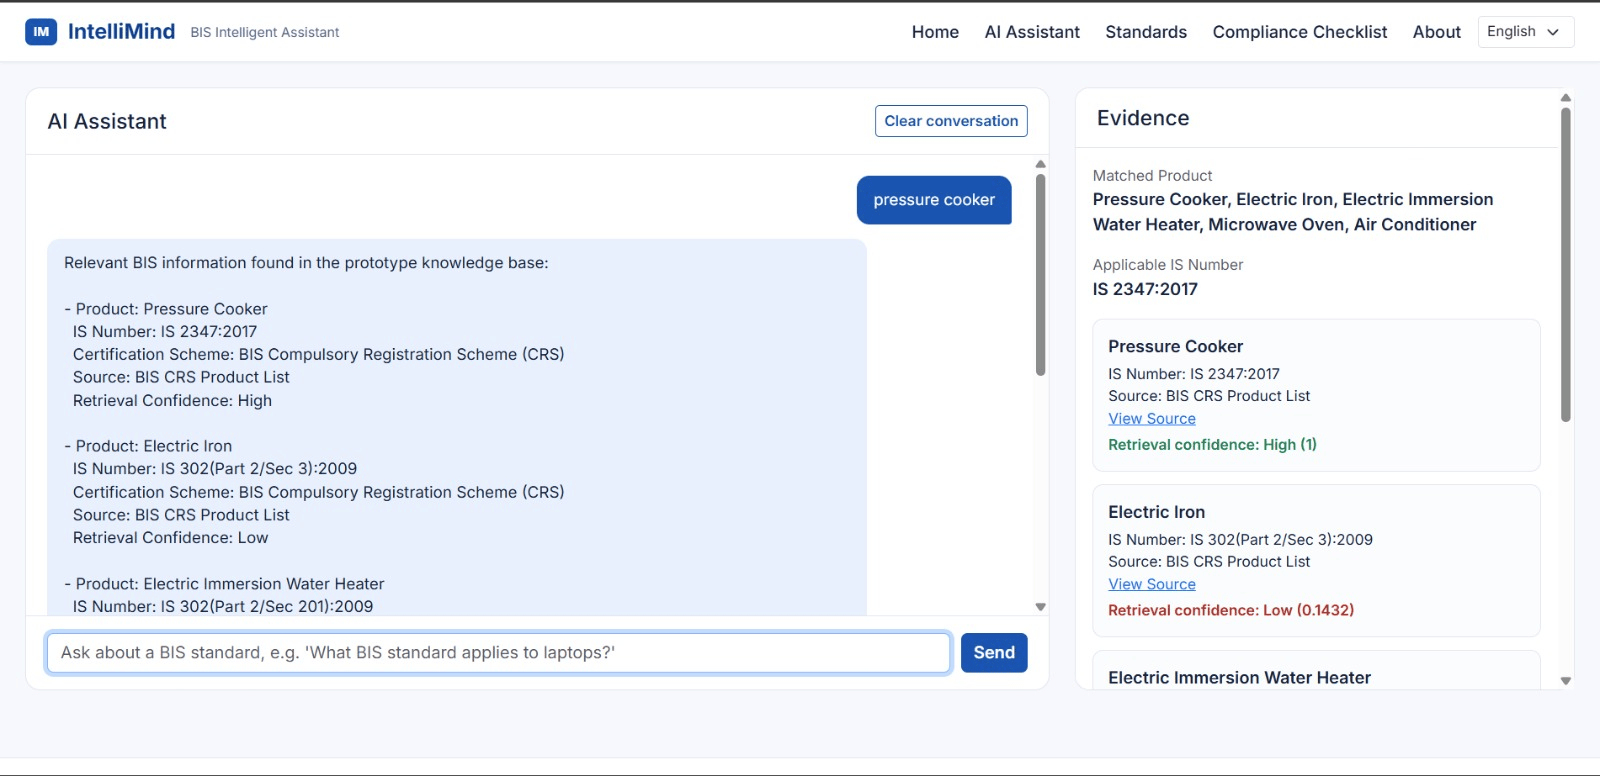 IM IntelliMind BIS Intelligent Assistant Home AI Assistant Standards Compliance Checklist About English
AI Assistant Clear conversation
pressure cooker
Relevant BIS information found in the prototype knowledge base:
- Product: Pressure Cooker
IS Number: IS 2347:2017
Certification Scheme: BIS Compulsory Registration Scheme (CRS)
Source: BIS CRS Product List
Retrieval Confidence: High
- Product: Electric Iron
IS Number: IS 302(Part 2/Sec 3):2009
Certification Scheme: BIS Compulsory Registration Scheme (CRS)
Source: BIS CRS Product List
Retrieval Confidence: Low
- Product: Electric Immersion Water Heater
IS Number: IS 302(Part 2/Sec 201):2009
Ask about a BIS standard, e.g. 'What BIS standard applies to laptops?' Send
Evidence
Matched Product
Pressure Cooker, Electric Iron, Electric Immersion
Water Heater, Microwave Oven, Air Conditioner
Applicable IS Number
IS 2347:2017
Pressure Cooker
IS Number: IS 2347:2017
Source: BIS CRS Product List
View Source
Retrieval confidence: High (1)
Electric Iron
IS Number: IS 302(Part 2/Sec 3):2009
Source: BIS CRS Product List
View Source
Retrieval confidence: Low (0.1432)
Electric Immersion Water Heater